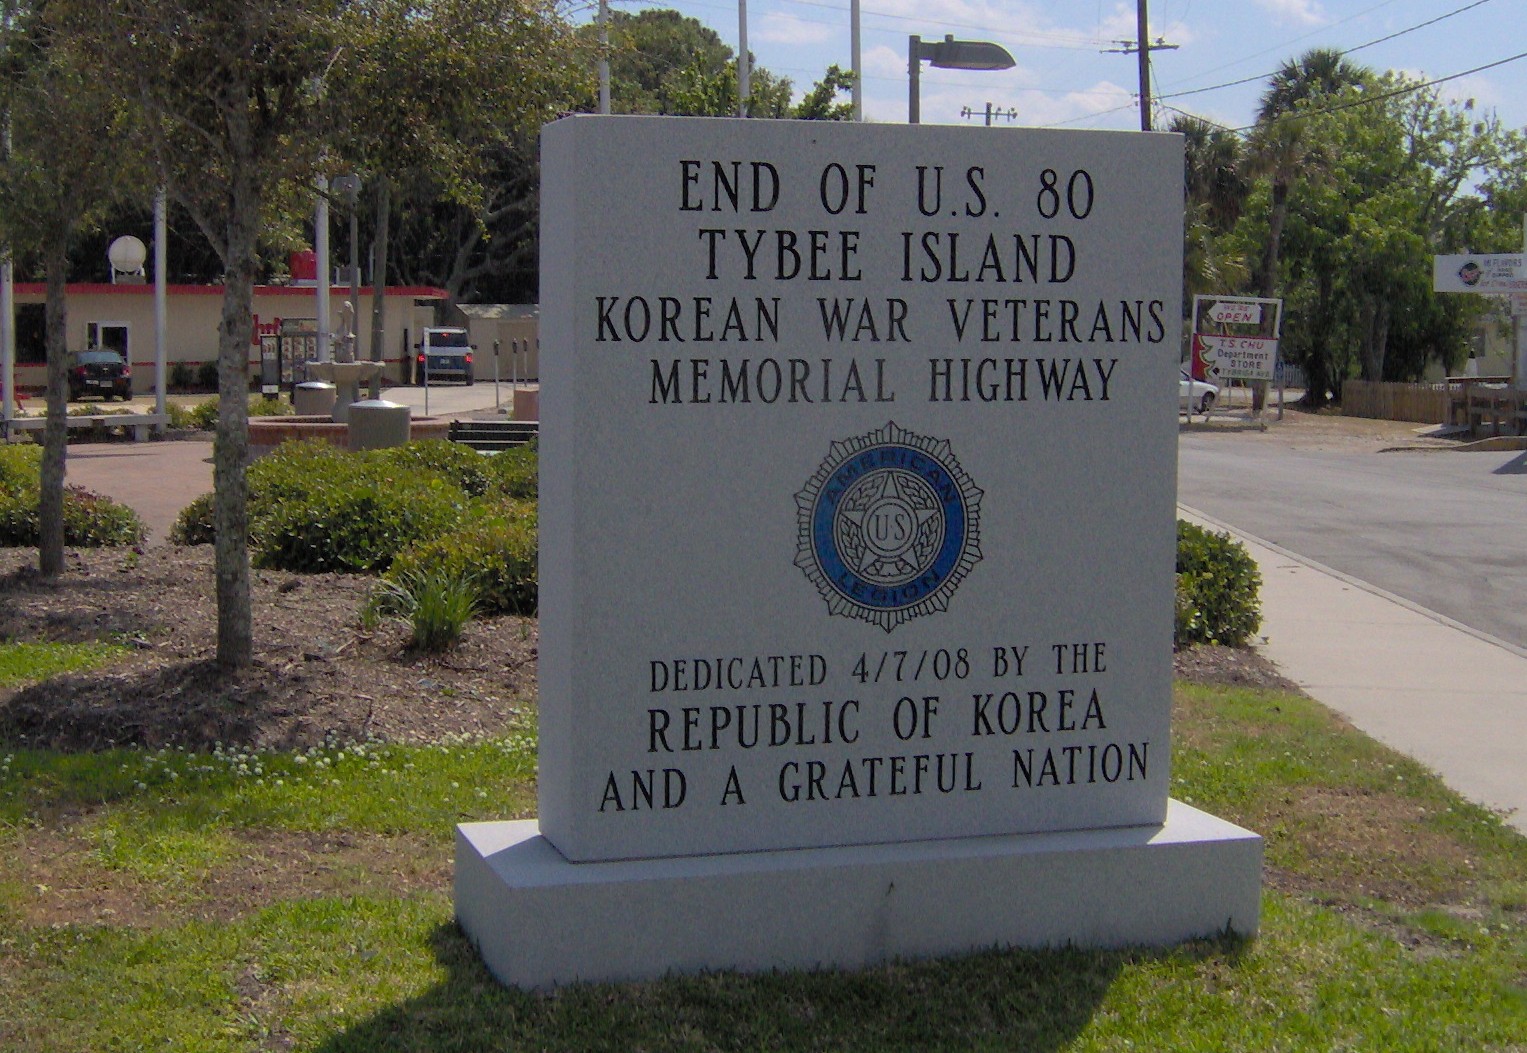 END OF U.S. 80
TYBEE ISLAND
KOREAN WAR VETERANS
MEMORIAL HIGHWAY
AMERICAN
US
LEGION
DEDICATED 4/7/08 BY THE
REPUBLIC OF KOREA
AND A GRATEFUL NATION
OPEN
T.S. CHU
Department
STORE